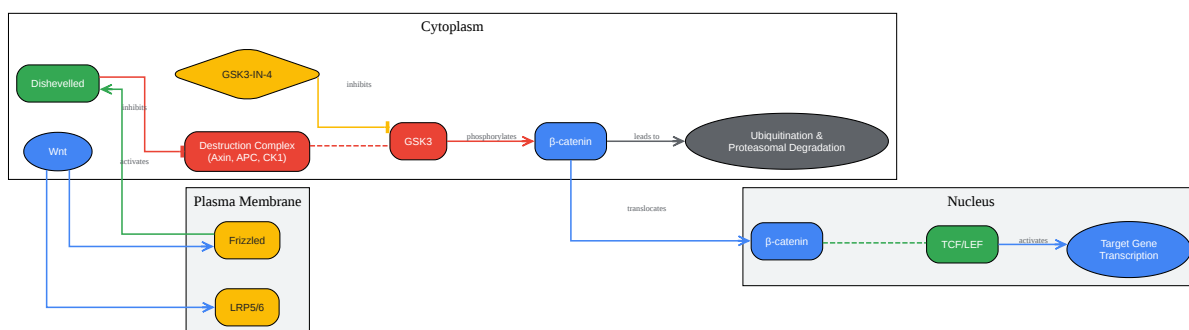 Cytoplasm
GSK3-IN-4
Dishevelled
inhibits
inhibits
Destruction Complex
(Axin, APC, CK1)
GSK3
phosphorylates
β-catenin
leads to
Ubiquitination &
Proteasomal Degradation
Wnt
activates
Plasma Membrane
Frizzled
LRP5/6
translocates
Nucleus
β-catenin
TCF/LEF
activates
Target Gene
Transcription